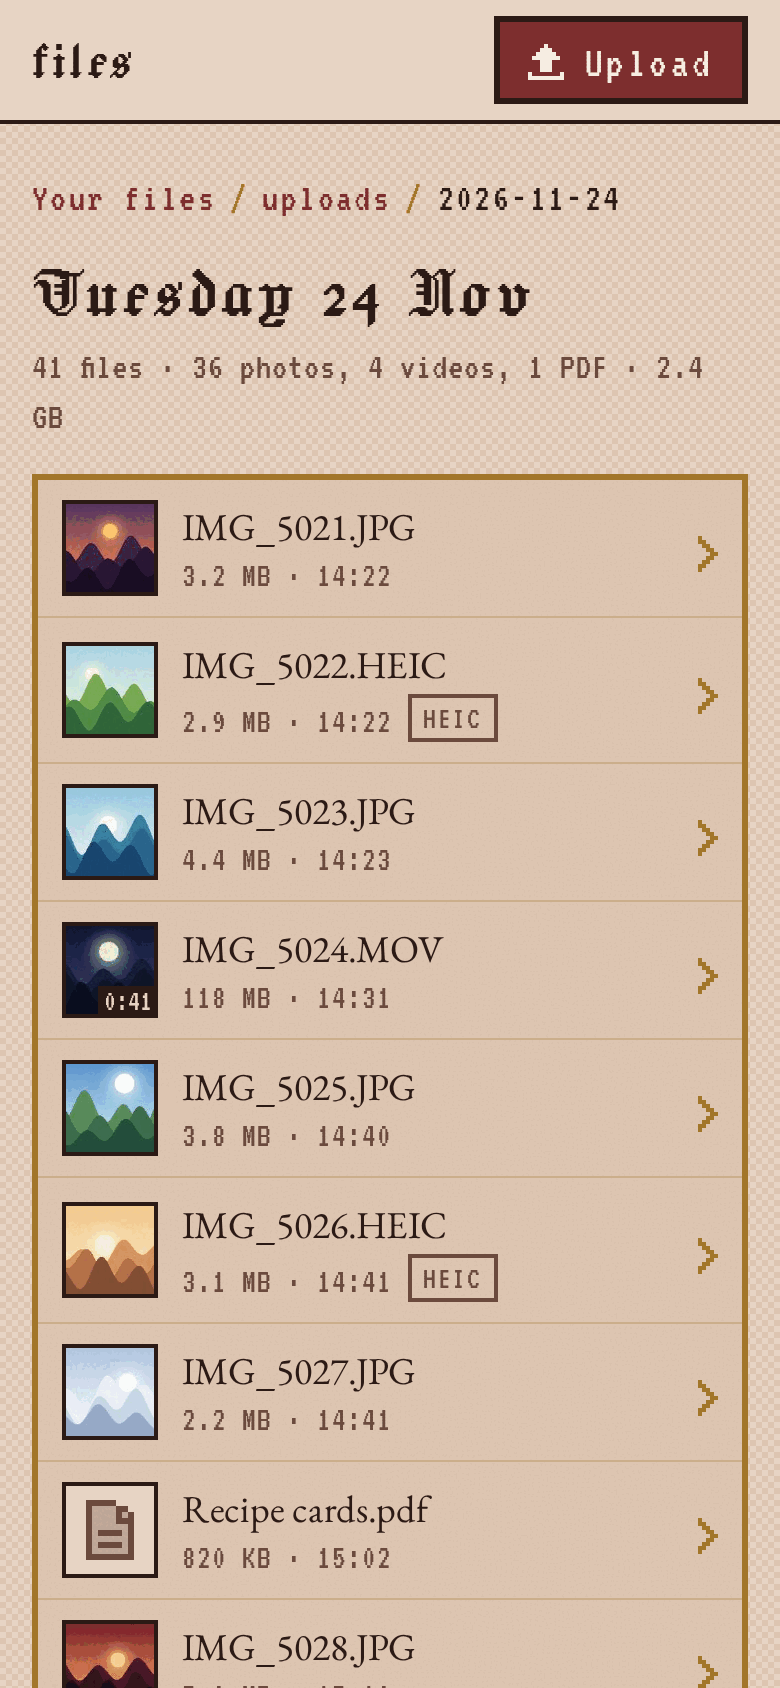 files
Upload
Your files / uploads / 2026-11-24
Tuesday 24 Nov
41 files · 36 photos, 4 videos, 1 PDF · 2.4
GB
IMG_5021.JPG
3.2 MB · 14:22
IMG_5022.HEIC
2.9 MB · 14:22 HEIC
IMG_5023.JPG
4.4 MB · 14:23
IMG_5024.MOV
0:41
118 MB · 14:31
IMG_5025.JPG
3.8 MB · 14:40
IMG_5026.HEIC
3.1 MB · 14:41 HEIC
IMG_5027.JPG
2.2 MB · 14:41
Recipe cards.pdf
820 KB · 15:02
IMG_5028.JPG